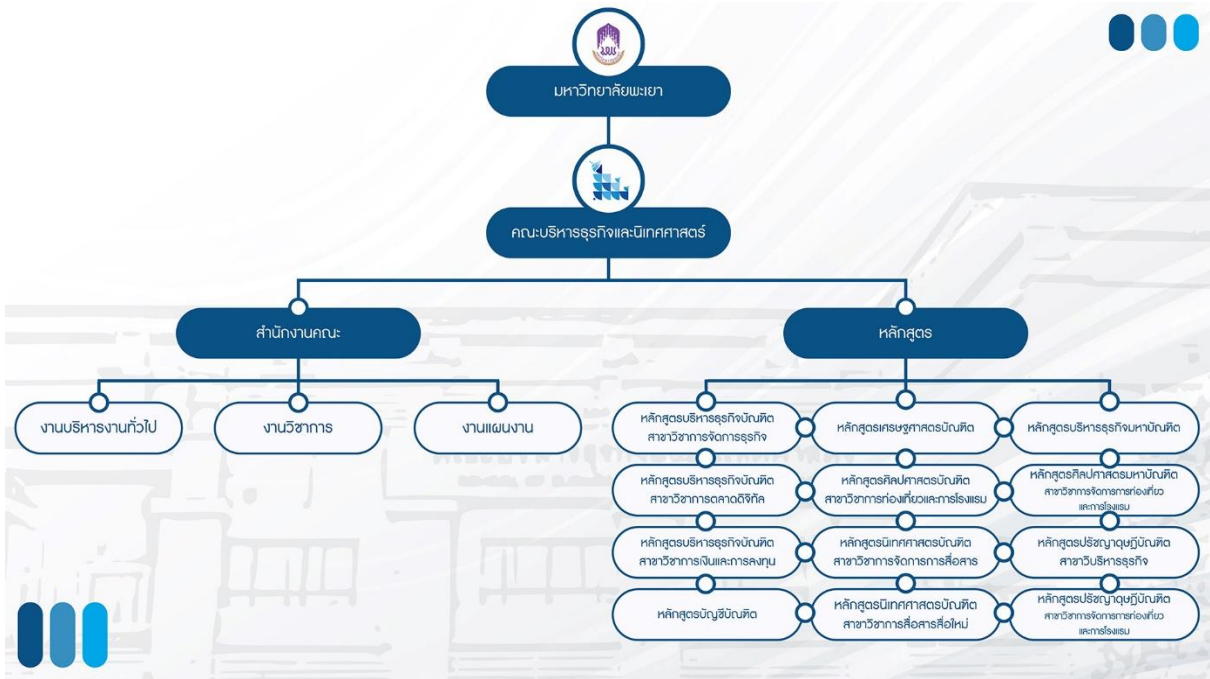 มหาวิทยาลัยพะเยา
คณะบริหารธุรกิจและนิเทศศาสตร์
สำนักงานคณะ
หลักสูตร
งานบริหารงานทั่วไป
งานวิชาการ
งานแผนงาน
หลักสูตรบริหารธุรกิจบัณฑิต
สาขาวิชาการจัดการธุรกิจ
หลักสูตรเศรษฐศาสตรบัณฑิต
หลักสูตรบริหารธุรกิจมหาบัณฑิต
หลักสูตรบริหารธุรกิจบัณฑิต
สาขาวิชาการตลาดดิจิทัล
หลักสูตรศิลปศาสตรบัณฑิต
สาขาวิชาการท่องเที่ยวและการโรงแรม
หลักสูตรศิลปศาสตรมหาบัณฑิต
สาขาวิชาการจัดการการท่องเที่ยว
และการโรงแรม
หลักสูตรบริหารธุรกิจบัณฑิต
สาขาวิชาการเงินและการลงทุน
หลักสูตรนิเทศศาสตรบัณฑิต
สาขาวิชาการจัดการการสื่อสาร
หลักสูตรปรัชญาดุษฎีบัณฑิต
สาขาวิบริหารธุรกิจ
หลักสูตรบัญชีบัณฑิต
หลักสูตรนิเทศศาสตรบัณฑิต
สาขาวิชาการสื่อสารสื่อใหม่
หลักสูตรปรัชญาดุษฎีบัณฑิต
สาขาวิชาการจัดการการท่องเที่ยว
และการโรงแรม